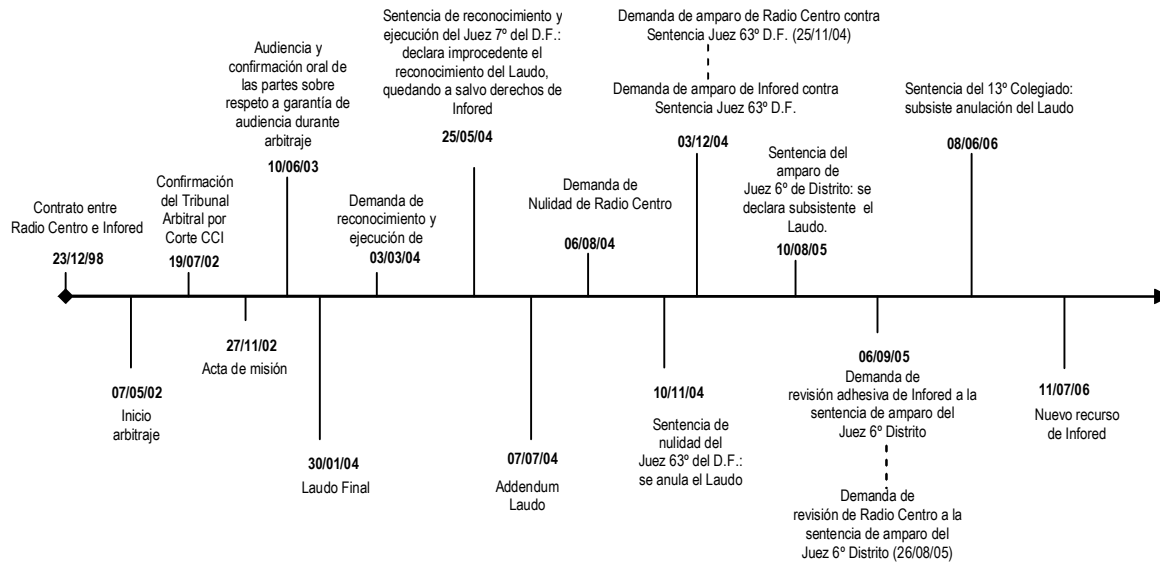 Contrato entre
Radio Centro e Infored
23/12/98
07/05/02
Inicio
arbitraje
Confirmación
del Tribunal
Arbitral por
Corte CCI
19/07/02
27/11/02
Acta de misión
Audiencia y
confirmación oral de
las partes sobre
respeto a garantía de
audiencia durante
arbitraje
10/06/03
30/01/04
Laudo Final
Demanda de
reconocimiento y
ejecución de
03/03/04
Sentencia de reconocimiento y
ejecución del Juez 7º del D.F.:
declara improcedente el
reconocimiento del Laudo,
quedando a salvo derechos de
Infored
25/05/04
07/07/04
Addendum
Laudo
Demanda de
Nulidad de Radio Centro
06/08/04
10/11/04
Sentencia de
nulidad del
Juez 63º del D.F.:
se anula el Laudo
Demanda de amparo de Radio Centro contra
Sentencia Juez 63º D.F. (25/11/04)
Demanda de amparo de Infored contra
Sentencia Juez 63º D.F.
03/12/04
Sentencia del
amparo de
Juez 6º de Distrito: se
declara subsistente el
Laudo.
10/08/05
06/09/05
Demanda de
revisión adhesiva de Infored a la
sentencia de amparo del
Juez 6º Distrito
Demanda de
revisión de Radio Centro a la
sentencia de amparo del
Juez 6º Distrito (26/08/05)
Sentencia del 13º Colegiado:
subsiste anulación del Laudo
08/06/06
11/07/06
Nuevo recurso
de Infored